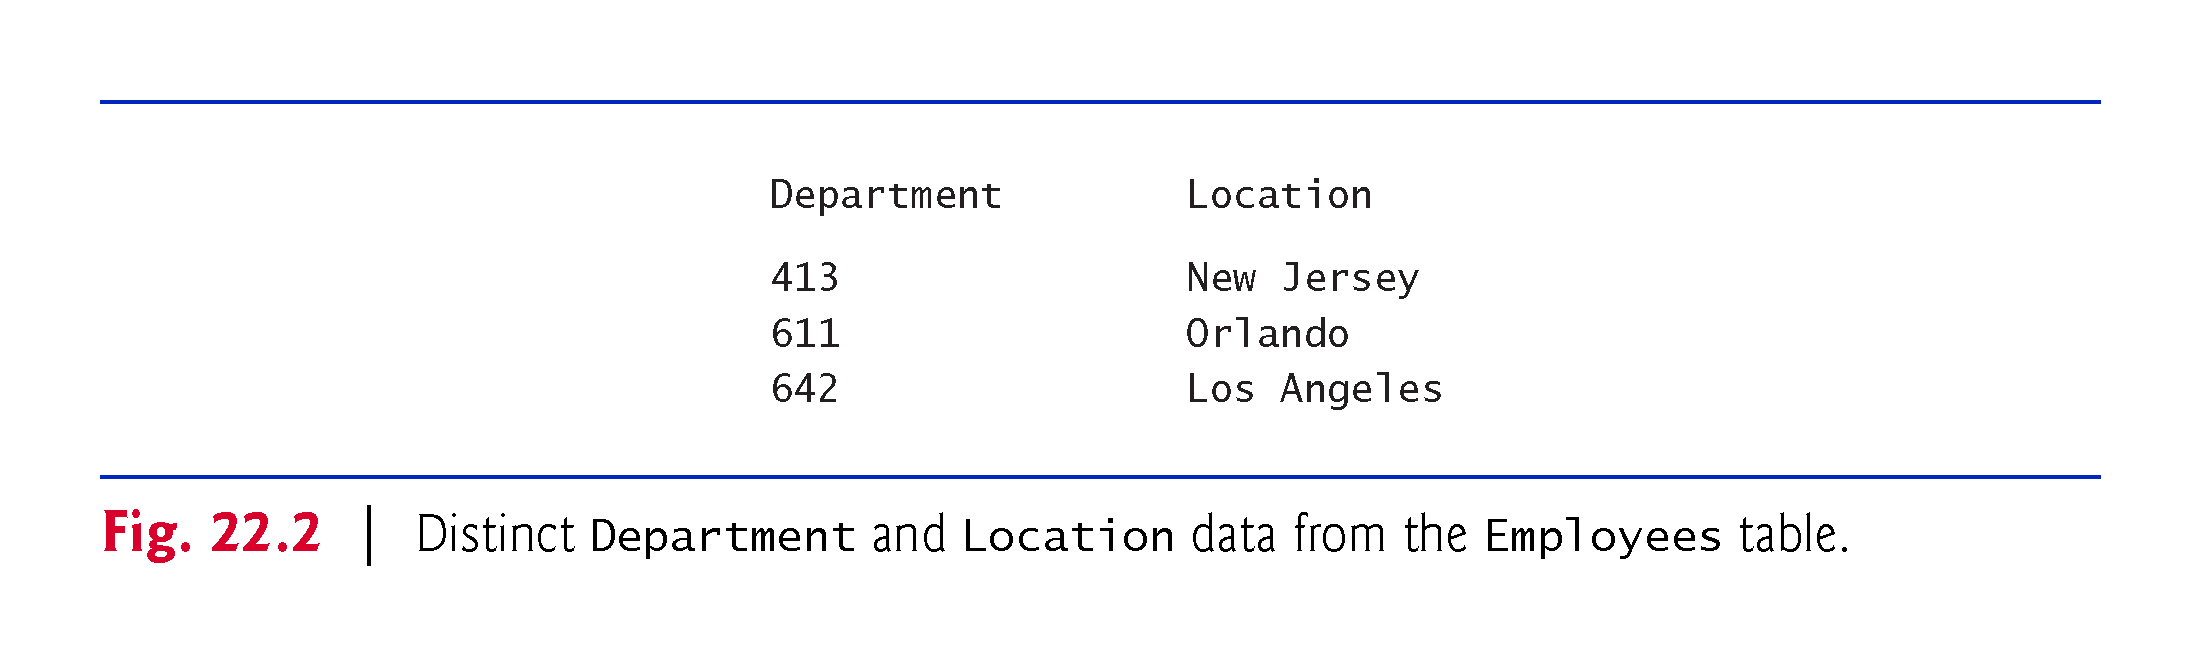 Department Location
413 New Jersey
611 Orlando
642 Los Angeles
Fig. 22.2 | Distinct Department and Location data from the Employees table.